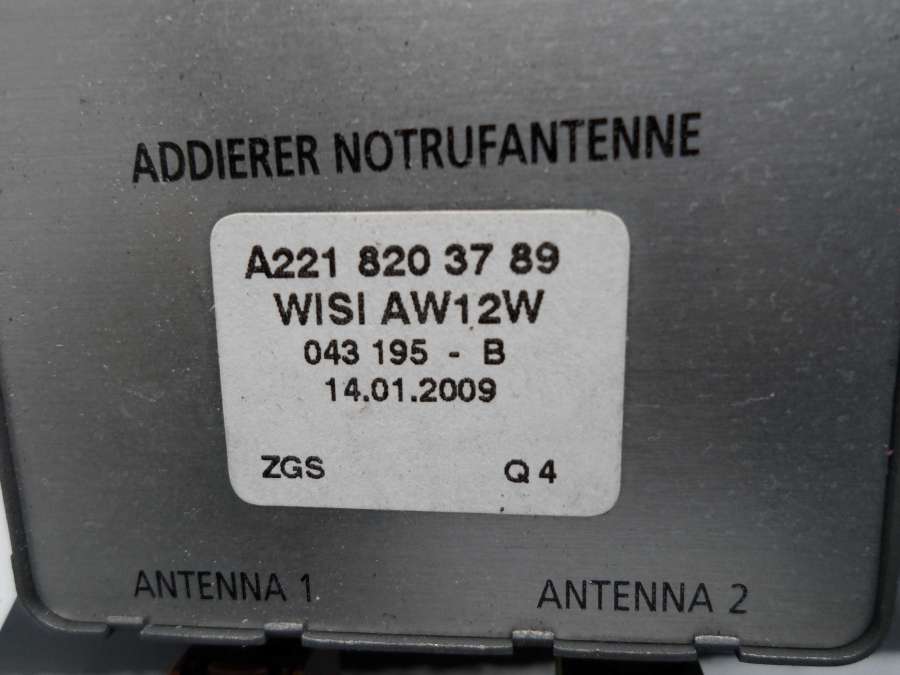 ADDIERER NOTRUFANTENNE
A221 820 37 89
WISI AW12W
043 195 - B
14.01.2009
ZGS Q 4
ANTENNA 1 ANTENNA 2